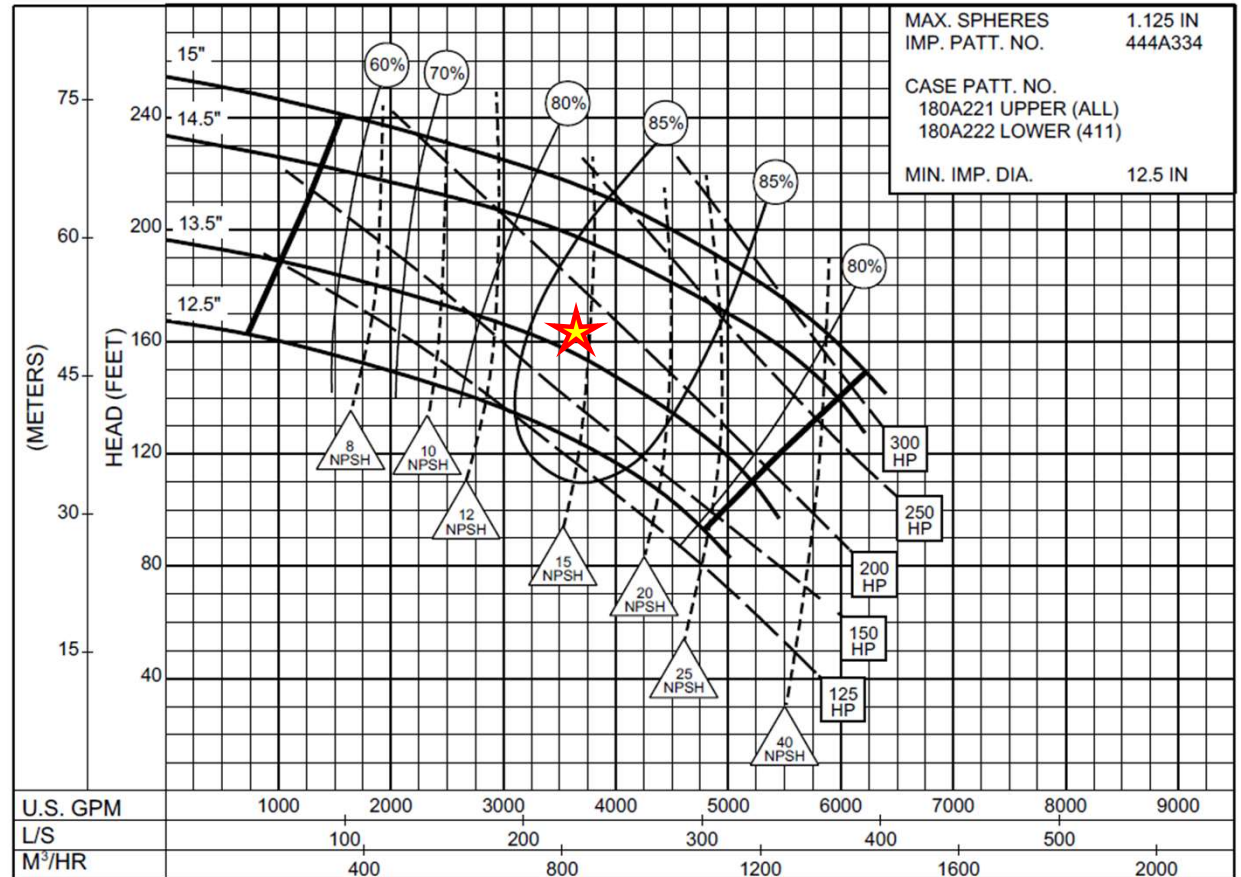 MAX. SPHERES 1.125 IN
IMP. PATT. NO. 444A334
CASE PATT. NO.
180A221 UPPER (ALL)
180A222 LOWER (411)
MIN. IMP. DIA. 12.5 IN
15"
14.5"
13.5"
12.5"
60%
70%
80%
85%
85%
80%
75
60
45
30
15
(METERS)
240
200
160
120
80
40
HEAD (FEET)
8
NPSH
10
NPSH
12
NPSH
15
NPSH
20
NPSH
25
NPSH
40
NPSH
300
HP
250
HP
200
HP
150
HP
125
HP
U.S. GPM 1000 2000 3000 4000 5000 6000 7000 8000 9000
L/S 100 200 300 400 500
M³/HR 400 800 1200 1600 2000